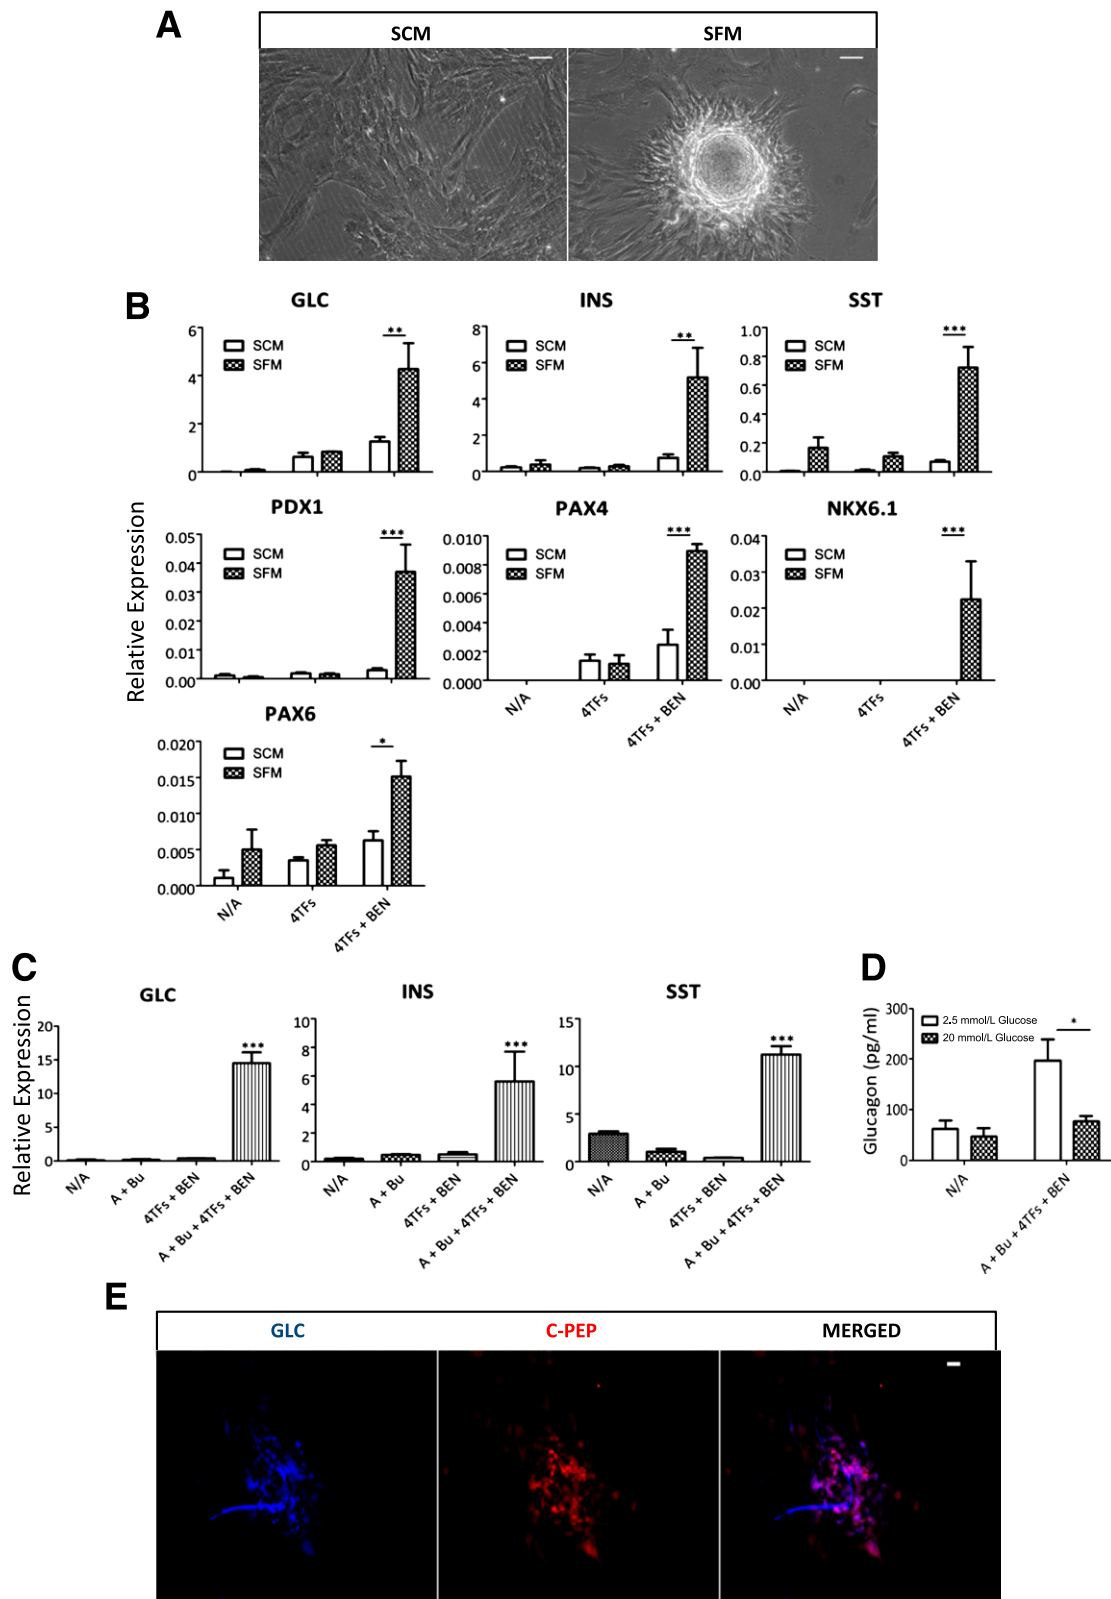 A
SCM SFM
B
Relative Expression
GLC INS SST
6 4 2 0
SCM
SFM
**
8 6 4 2 0
SCM
SFM
**
1.0 0.8 0.6 0.4 0.2 0
SCM
SFM
***
PDX1 PAX4 NKX6.1
0.05 0.04 0.03 0.02 0.01 0.00
SCM
SFM
***
0.010 0.008 0.006 0.004 0.002 0.000
SCM
SFM
***
N/A 4TFs 4TFs + BEN
0.04 0.03 0.02 0.01 0.00
SCM
SFM
***
N/A 4TFs 4TFs + BEN
PAX6
0.020 0.015 0.010 0.005 0.000
SCM
SFM
*
N/A 4TFs 4TFs + BEN
C
Relative Expression
GLC
20 15 10 5 0
***
N/A A + Bu 4TFs + BEN A + Bu + 4TFs + BEN
INS
10 8 6 4 2 0
***
N/A A + Bu 4TFs + BEN A + Bu + 4TFs + BEN
SST
15 10 5 0
***
N/A A + Bu 4TFs + BEN A + Bu + 4TFs + BEN
D
Glucagon (pg/ml)
300 200 100 0
2.5 mmol/L Glucose
20 mmol/L Glucose
*
N/A A + Bu + 4TFs + BEN
E
GLC C-PEP MERGED